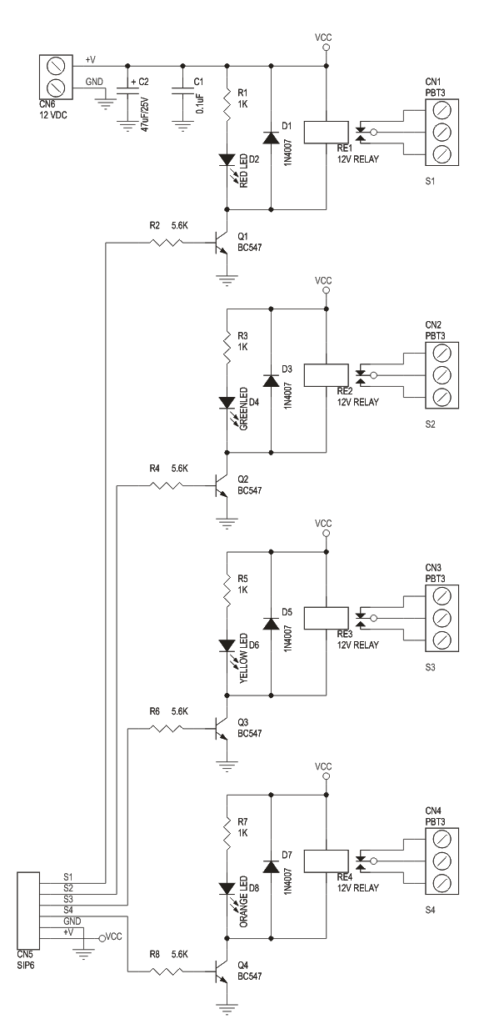 VCC
+V
GND
CN6
12 VDC
+ C2
47uF/25V
C1
0.1uF
R1
1K
D2
RED LED
D1
1N4007
RE1
12V RELAY
CN1
PBT3
S1
R2 5.6K
Q1
BC547
VCC
R3
1K
D4
GREENLED
D3
1N4007
RE2
12V RELAY
CN2
PBT3
S2
R4 5.6K
Q2
BC547
VCC
R5
1K
D6
YELLOW LED
D5
1N4007
RE3
12V RELAY
CN3
PBT3
S3
R6 5.6K
Q3
BC547
VCC
R7
1K
D8
ORANGE LED
D7
1N4007
RE4
12V RELAY
CN4
PBT3
S4
S1
S2
S3
S4
GND
+V
VCC
CN5
SIP6
R8 5.6K
Q4
BC547